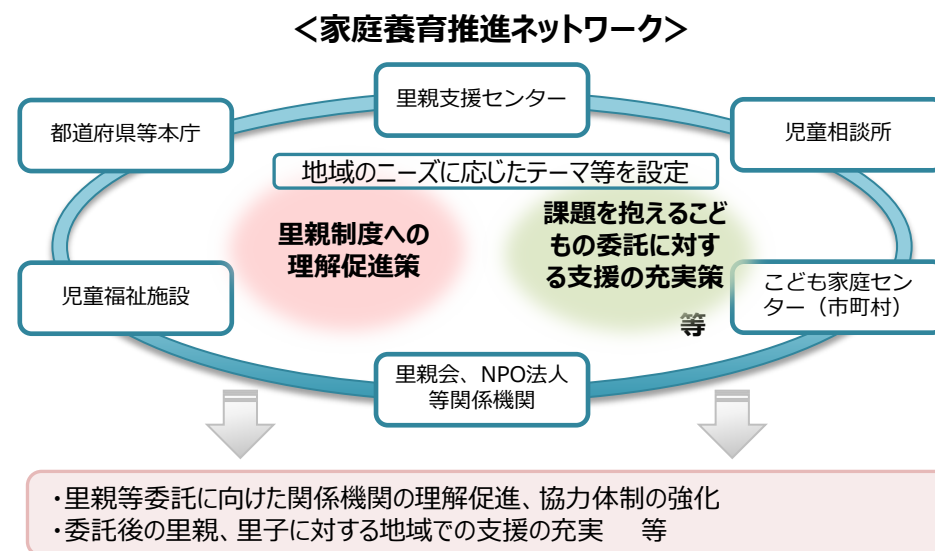 ＜家庭養育推進ネットワーク＞
里親支援センター
都道府県等本庁
児童相談所
地域のニーズに応じたテーマ等を設定
里親制度への
理解促進策
課題を抱えるこど
もの委託に対す
る支援の充実策
等
児童福祉施設
こども家庭セン
ター（市町村）
里親会、NPO法人
等関係機関
・里親等委託に向けた関係機関の理解促進、協力体制の強化
・委託後の里親、里子に対する地域での支援の充実　等